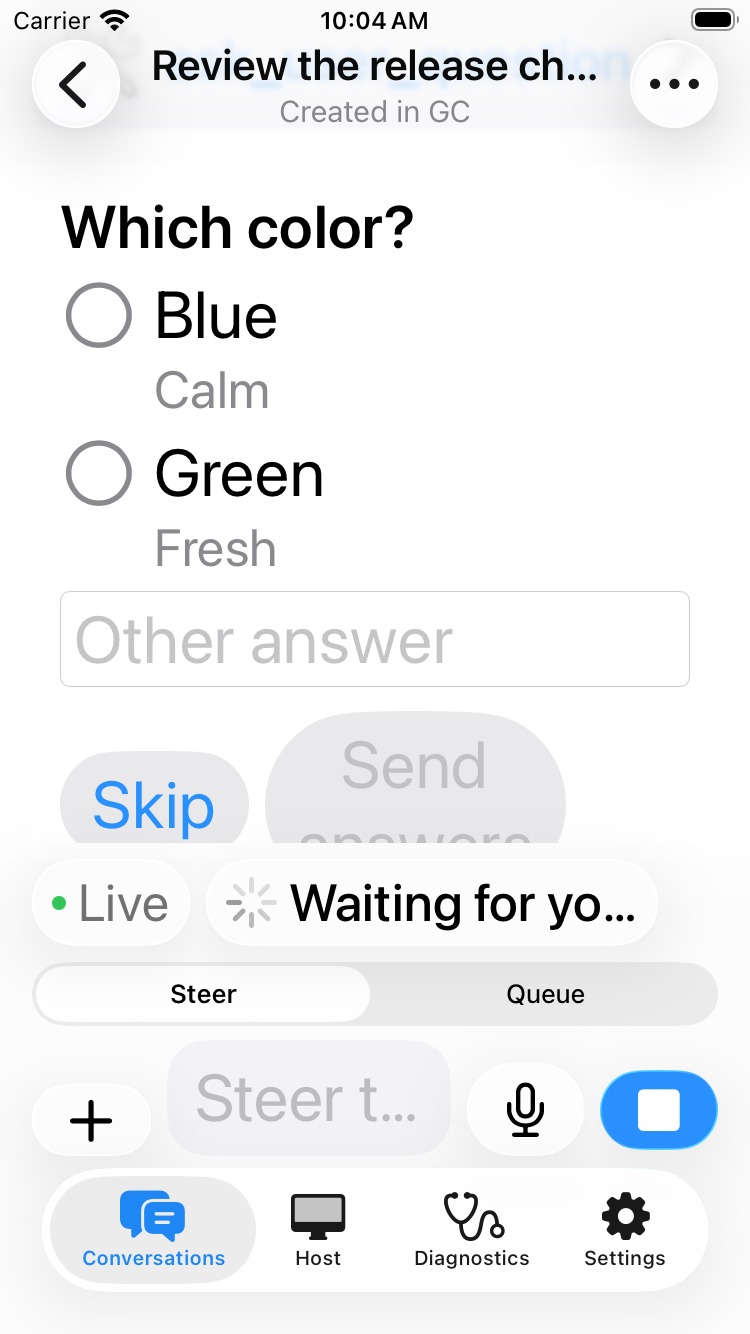 Carrier
10:04 AM
Review the release ch...
Created in GC
Which color?
Blue
Calm
Green
Fresh
Other answer
Skip
Send
answers
Live
Waiting for yo...
Steer
Queue
Steer t...
Conversations
Host
Diagnostics
Settings